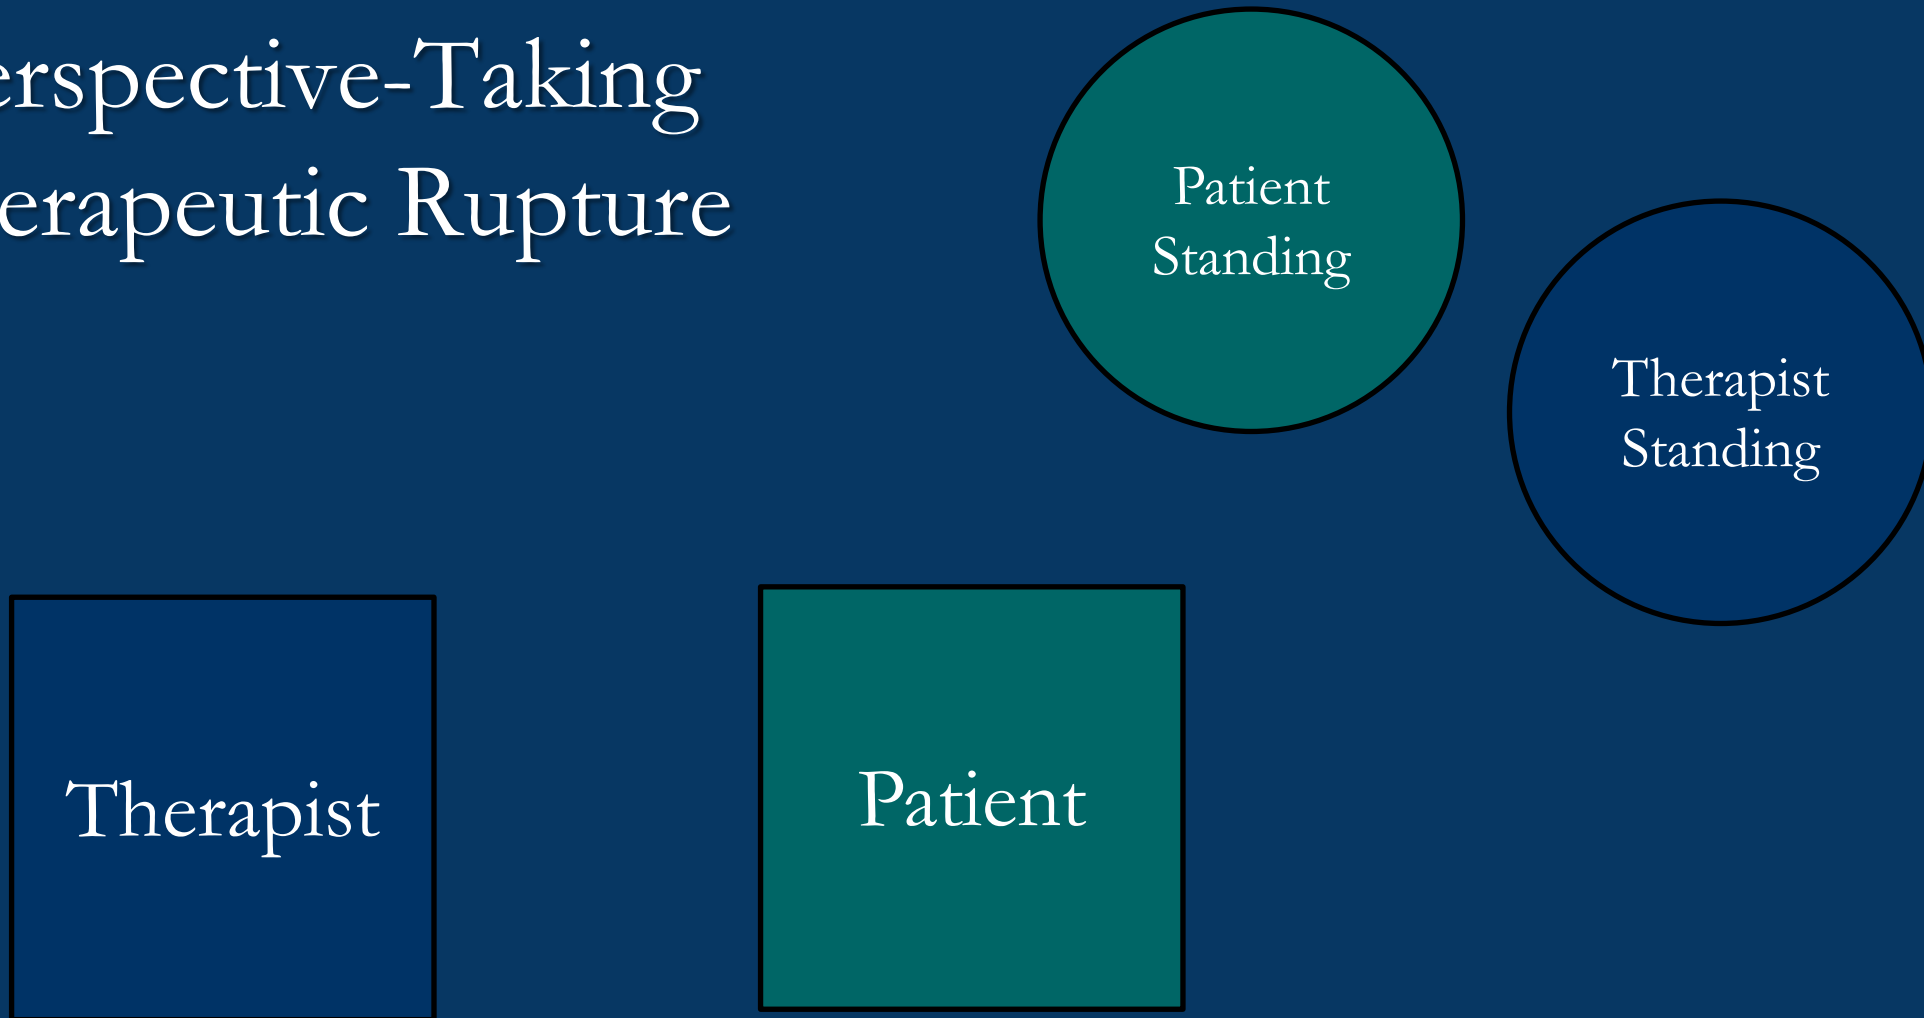 erspective-Taking
erapeutic Rupture
Patient
Standing
Therapist
Standing
Therapist
Patient